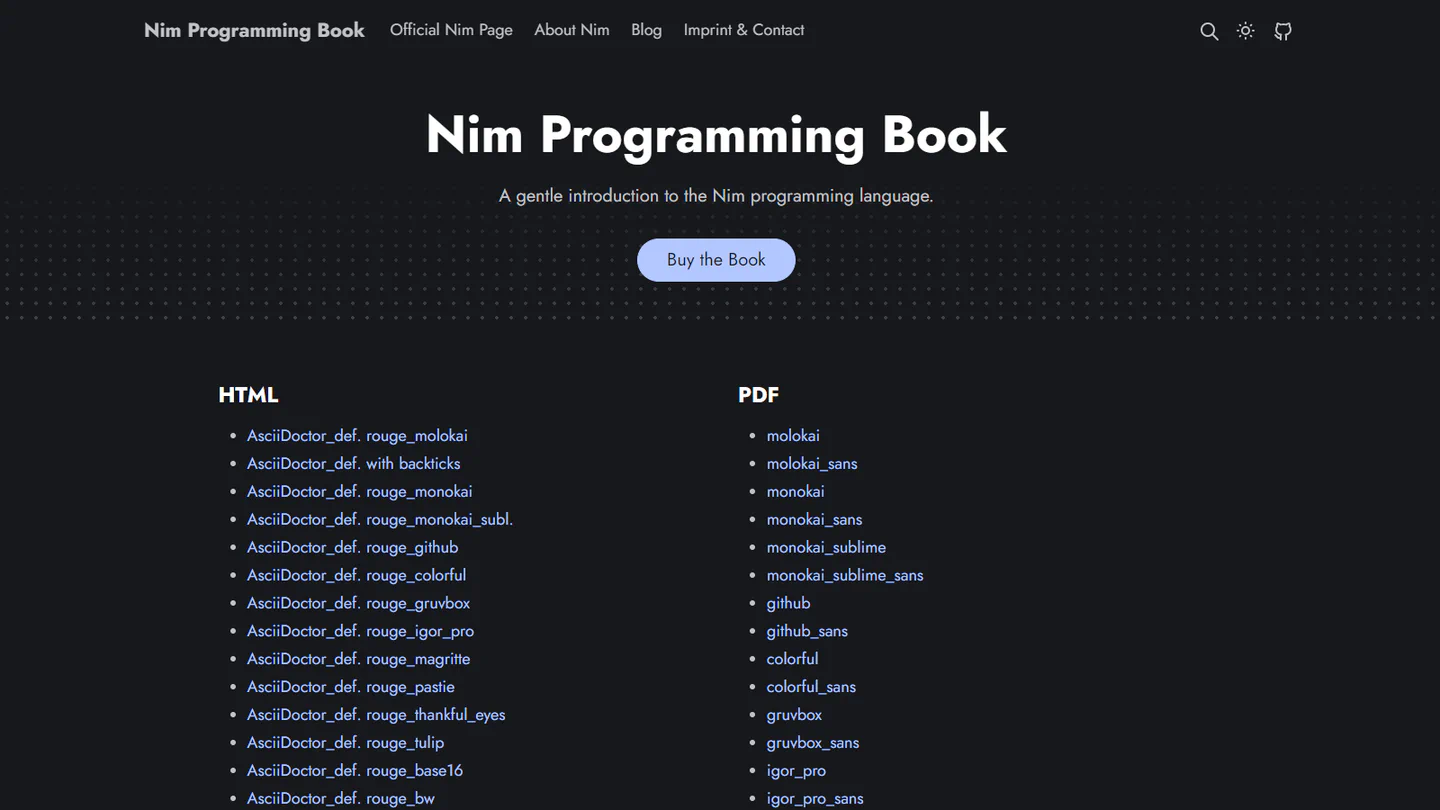 Nim Programming Book Official Nim Page About Nim Blog Imprint & Contact
Nim Programming Book
A gentle introduction to the Nim programming language.
Buy the Book
HTML
AsciiDoctor_def. rouge_molokai
AsciiDoctor_def. with backticks
AsciiDoctor_def. rouge_monokai
AsciiDoctor_def. rouge_monokai_subl.
AsciiDoctor_def. rouge_github
AsciiDoctor_def. rouge_colorful
AsciiDoctor_def. rouge_gruvbox
AsciiDoctor_def. rouge_igor_pro
AsciiDoctor_def. rouge_magritte
AsciiDoctor_def. rouge_pastie
AsciiDoctor_def. rouge_thankful_eyes
AsciiDoctor_def. rouge_tulip
AsciiDoctor_def. rouge_base16
AsciiDoctor_def. rouge_bw
PDF
molokai
molokai_sans
monokai
monokai_sans
monokai_sublime
monokai_sublime_sans
github
github_sans
colorful
colorful_sans
gruvbox
gruvbox_sans
igor_pro
igor_pro_sans